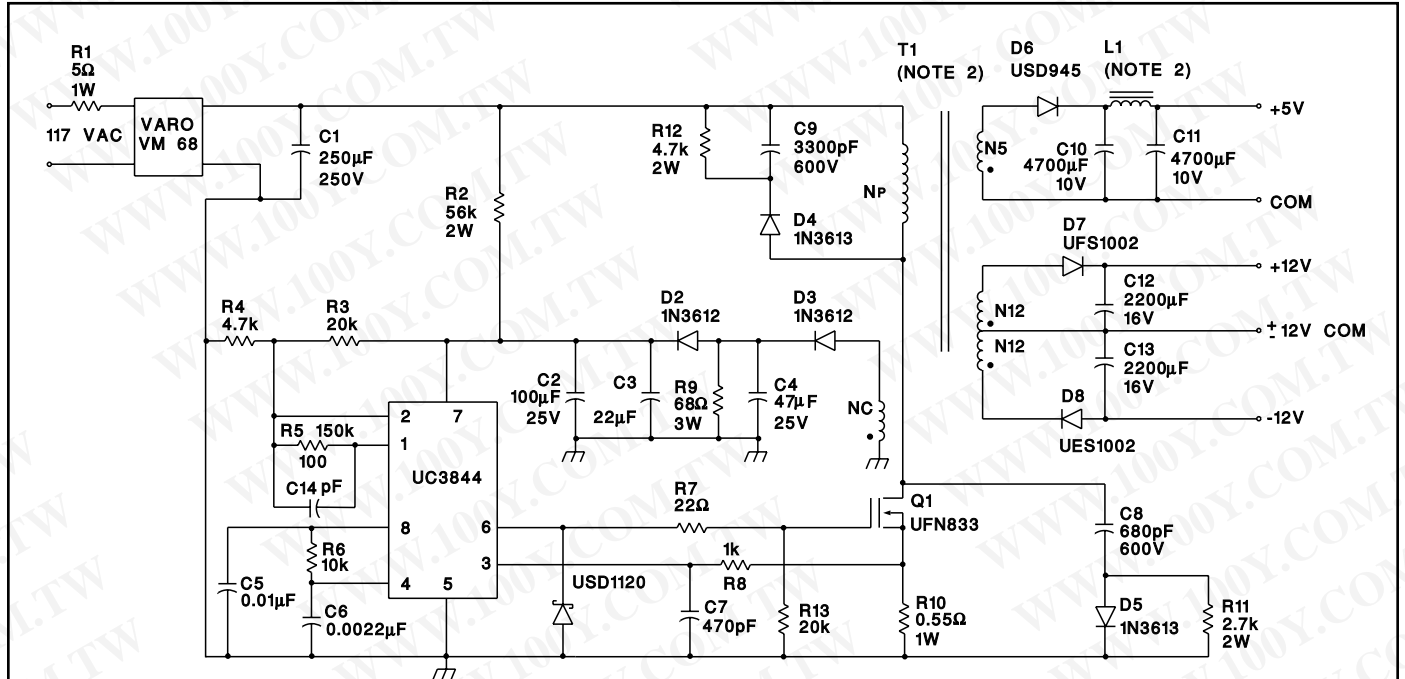 R1
5Ω
1W
117 VAC
VARO
VM 68
C1
250µF
250V
R2
56k
2W
R12
4.7k
2W
C9
3300pF
600V
D4
1N3613
NP
T1
(NOTE 2)
D6
USD945
L1
(NOTE 2)
N5
C10
4700µF
10V
C11
4700µF
10V
+5V
COM
D7
UFS1002
+12V
N12
N12
C12
2200µF
16V
± 12V COM
C13
2200µF
16V
D8
UES1002
-12V
R4
4.7k
R3
20k
D2
1N3612
D3
1N3612
C2
100µF
25V
C3
22µF
R9
68Ω
3W
C4
47µF
25V
NC
2
7
R5 150k
1
100
C14 pF
UC3844
8
6
R6
10k
3
4
5
C5
0.01µF
C6
0.0022µF
USD1120
R7
22Ω
1k
R8
C7
470pF
R13
20k
Q1
UFN833
R10
0.55Ω
1W
C8
680pF
600V
D5
1N3613
R11
2.7k
2W
WWW.100Y.COM.TW